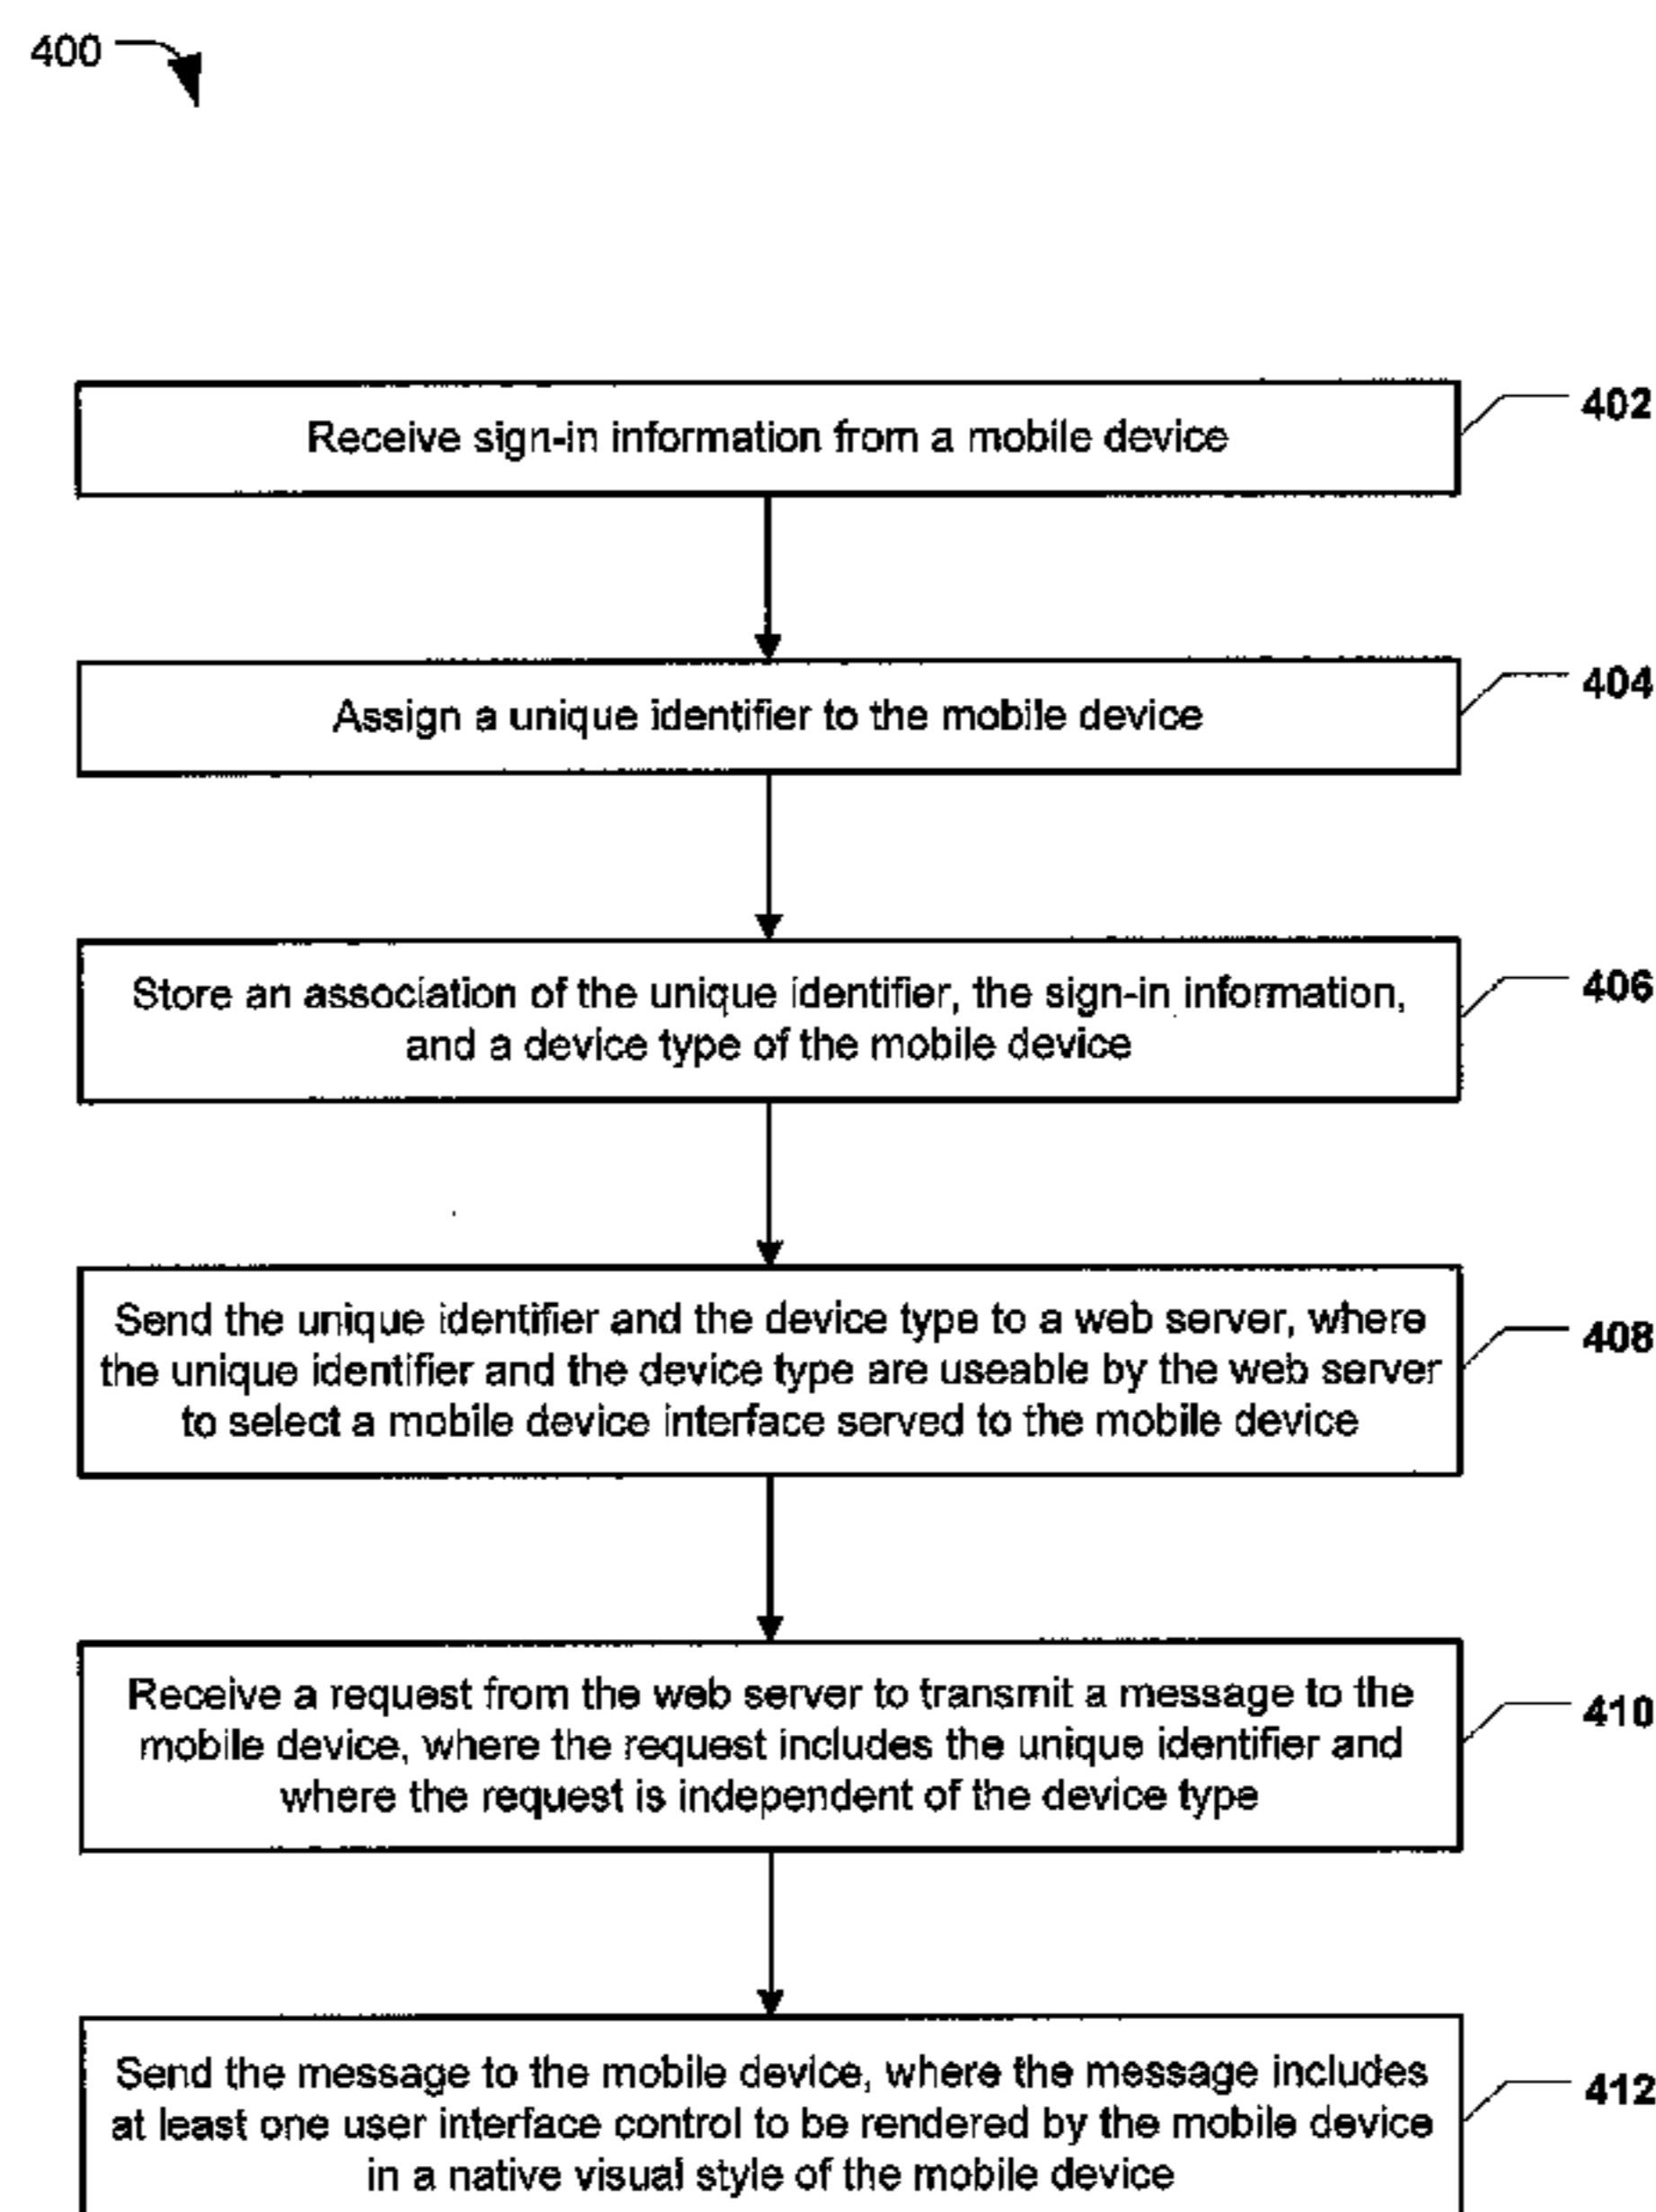 400
Receive sign-in information from a mobile device
402
Assign a unique identifier to the mobile device
404
Store an association of the unique identifier, the sign-in information,
and a device type of the mobile device
406
Send the unique identifier and the device type to a web server, where
the unique identifier and the device type are useable by the web server
to select a mobile device interface served to the mobile device
408
Receive a request from the web server to transmit a message to the
mobile device, where the request includes the unique identifier and
where the request is independent of the device type
410
Send the message to the mobile device, where the message includes
at least one user interface control to be rendered by the mobile device
in a native visual style of the mobile device
412